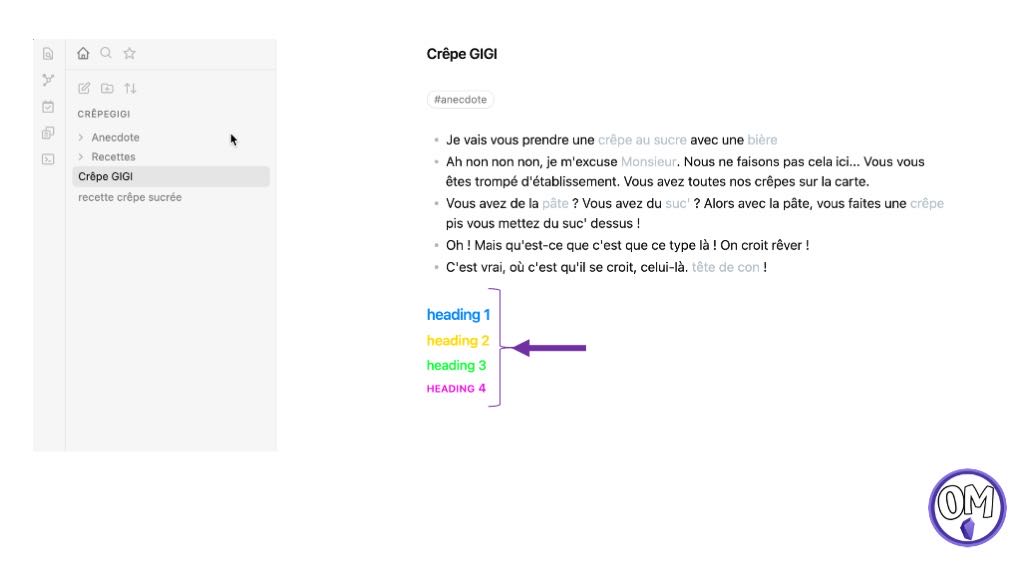 CRÊPEGIGI
Anecdote
Recettes
Crêpe GIGI
recette crêpe sucrée
Crêpe GIGI
#anecdote
Je vais vous prendre une crêpe au sucre avec une bière
Ah non non non, je m'excuse Monsieur. Nous ne faisons pas cela ici... Vous vous
êtes trompé d'établissement. Vous avez toutes nos crêpes sur la carte.
Vous avez de la pâte ? Vous avez du suc' ? Alors avec la pâte, vous faites une crêpe
pis vous mettez du suc' dessus !
Oh ! Mais qu'est-ce que c'est que ce type là ! On croit rêver !
C'est vrai, où c'est qu'il se croit, celui-là. tête de con !
heading 1
heading 2
heading 3
HEADING 4
OM